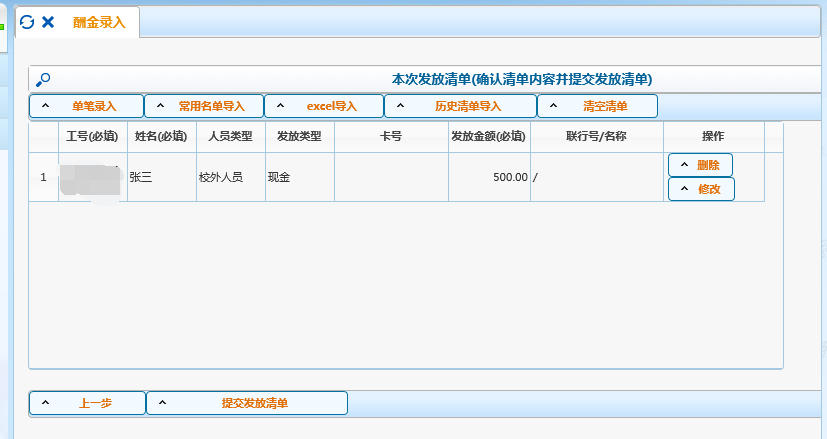 酬金录入
本次发放清单(确认清单内容并提交发放清单)
单笔录入 常用名单导入 excel导入 历史清单导入 清空清单
工号(必填) 姓名(必填) 人员类型 发放类型 卡号 发放金额(必填) 联行号/名称 操作
1 张三 校外人员 现金 500.00 / 删除
修改
上一步 提交发放清单